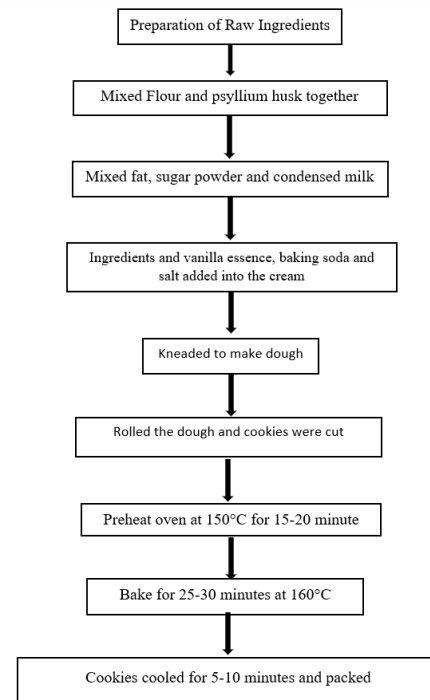 Preparation of Raw Ingredients
Mixed Flour and psyllium husk together
Mixed fat, sugar powder and condensed milk
Ingredients and vanilla essence, baking soda and
salt added into the cream
Kneaded to make dough
Rolled the dough and cookies were cut
Preheat oven at 150°C for 15-20 minute
Bake for 25-30 minutes at 160°C
Cookies cooled for 5-10 minutes and packed